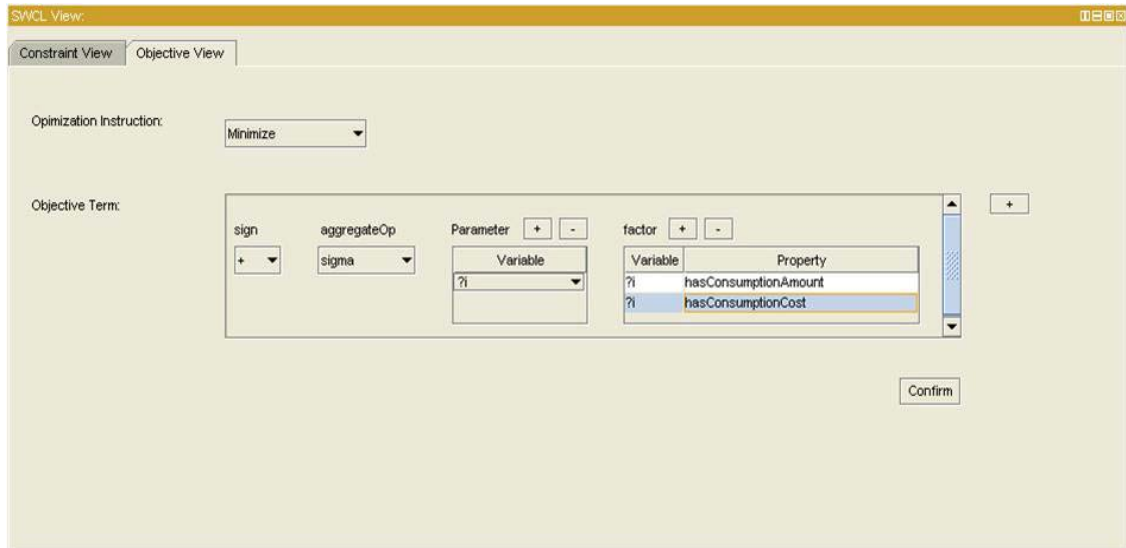 SWCL View:
Constraint View
Objective View
Opimization Instruction:
Minimize
Objective Term:
+
sign
aggregateOp
Parameter + -
factor + -
+
sigma
Variable
?i
Variable Property
?i hasConsumptionAmount
?i hasConsumptionCost
Confirm